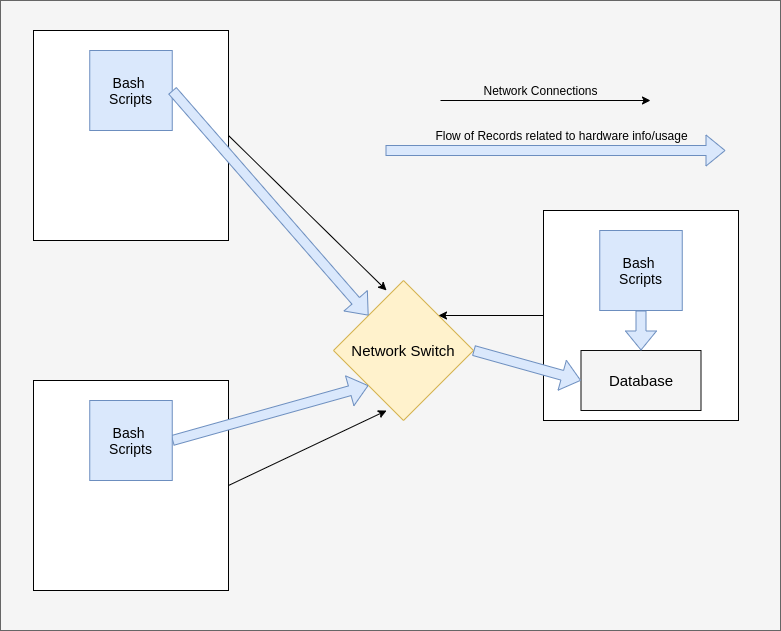 Bash
Scripts
Network Connections
Flow of Records related to hardware info/usage
Bash
Scripts
Network Switch
Database
Bash
Scripts